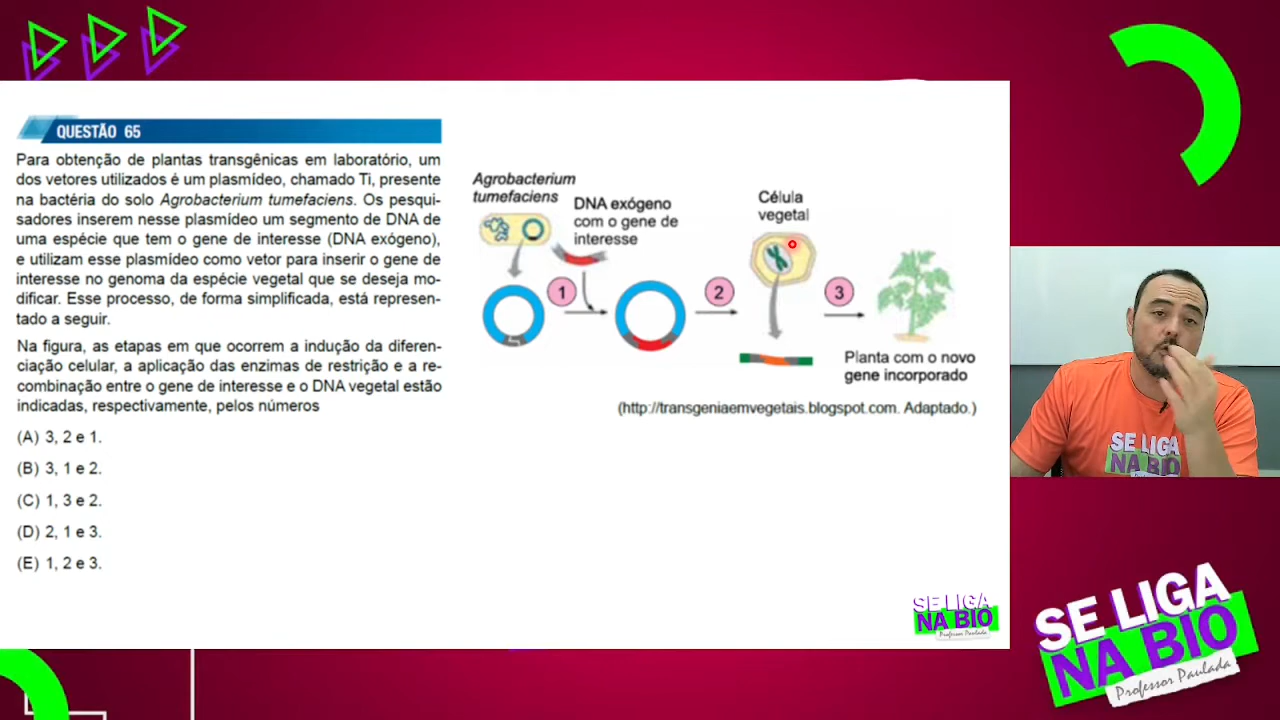 QUESTÃO 65
Para obtenção de plantas transgênicas em laboratório, um
dos vetores utilizados é um plasmídeo, chamado Ti, presente
na bactéria do solo Agrobacterium tumefaciens. Os pesqui-
sadores inserem nesse plasmídeo um segmento de DNA de
uma espécie que tem o gene de interesse (DNA exógeno),
e utilizam esse plasmídeo como vetor para inserir o gene de
interesse no genoma da espécie vegetal que se deseja mo-
dificar. Esse processo, de forma simplificada, está represen-
tado a seguir.
Na figura, as etapas em que ocorrem a indução da diferen-
ciação celular, a aplicação das enzimas de restrição e a re-
combinação entre o gene de interesse e o DNA vegetal estão
indicadas, respectivamente, pelos números
(A) 3, 2 e 1.
(B) 3, 1 e 2.
(C) 1, 3 e 2.
(D) 2, 1 e 3.
(E) 1, 2 e 3.
Agrobacterium
tumefaciens
DNA exógeno
com o gene de
interesse
Célula
vegetal
1
2
3
Planta com o novo
gene incorporado
(http://transgeniaemvegetais.blogspot.com. Adaptado.)
SE LIGA
NA BIO
Professor Paulada
SE LIGA
NA BIO
SE LIGA
NA BIO
Professor Paulada